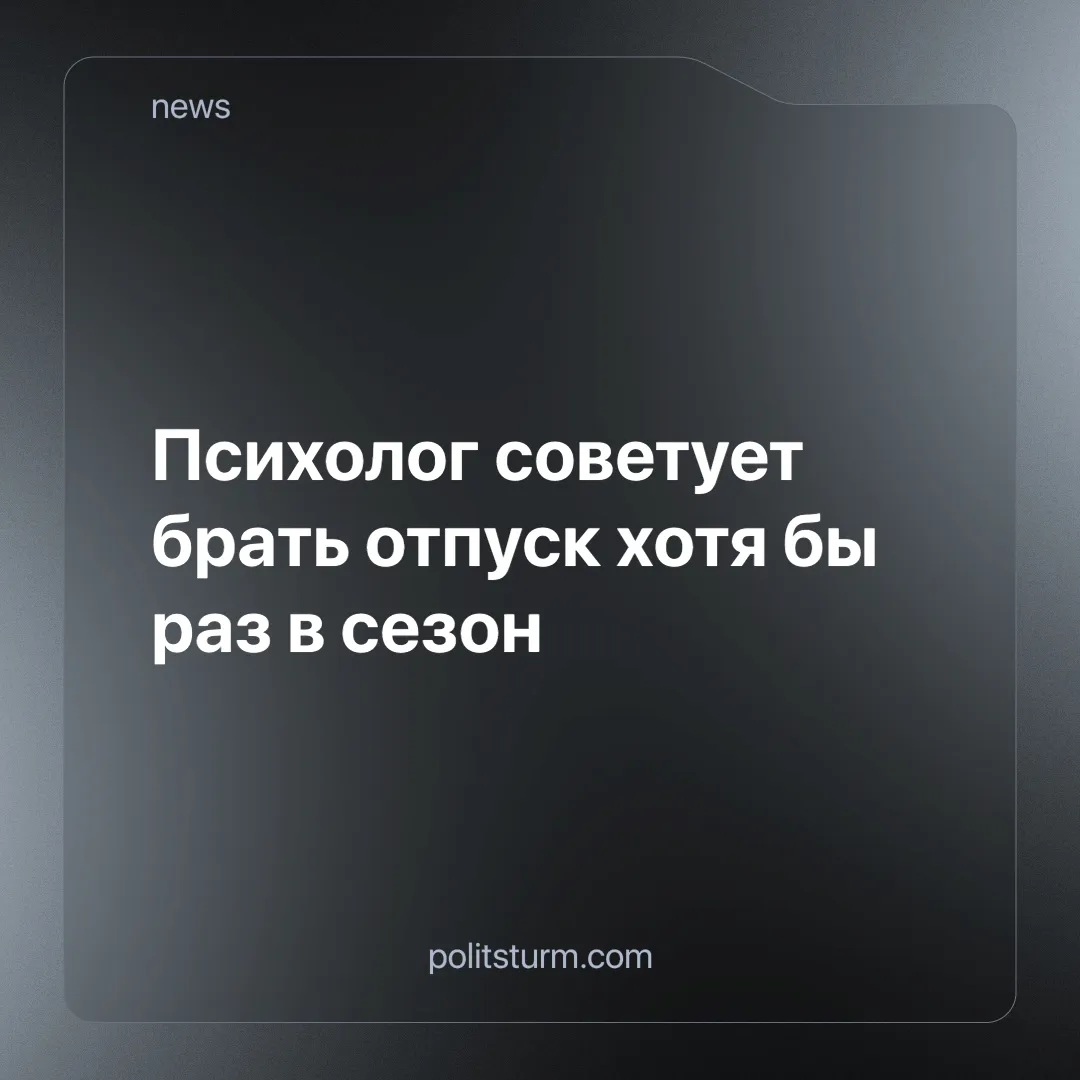 news
Психолог советует
брать отпуск хотя бы
раз в сезон
politsturm.com